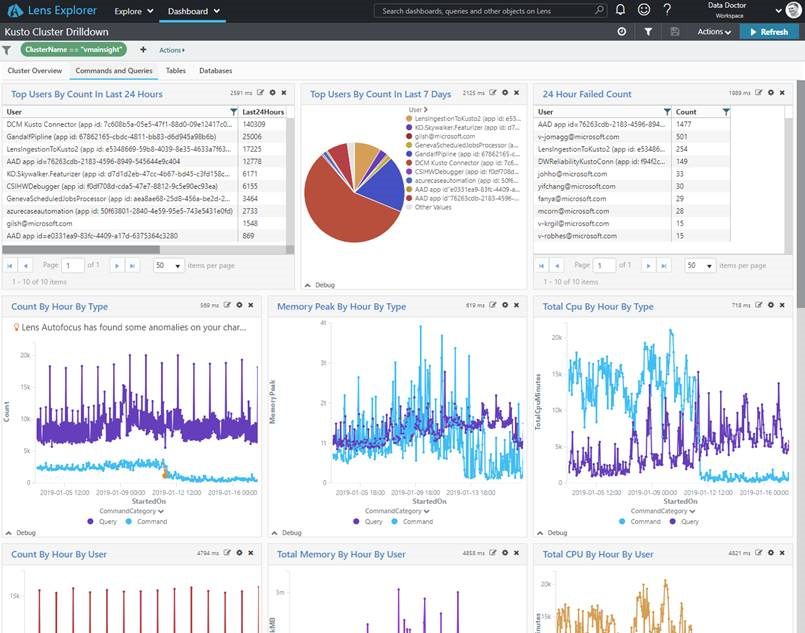 Lens Explorer
Explore
Dashboard
Search dashboards, queries and other objects on Lens
Data Doctor
Workspace
Kusto Cluster Drilldown
Actions
Refresh
ClusterName == "vmainsight"
+
Actions
Cluster Overview
Commands and Queries
Tables
Databases
Top Users By Count In Last 24 Hours
2591 ms
User
Last24Hours
DCM Kusto Connector (app id: 7c608b5a-05e5-47f1-88d0-09e12417c0...
140309
GandalfPipline (app id: 67862165-cbdc-4811-bb83-d6d945a98b6b)
25006
LensIngestionToKusto2 (app id: e5348669-59b8-4039-8e35-4633a7f63...
17225
AAD app id=76263cdb-2183-4596-8949-545644e9c404
12778
KO.Skywalker.Featurizer (app id: d7d1d2eb-47cc-4b67-bd45-c3fd158c...
6171
CSIHWDebugger (app id: f0df708d-cda5-47e7-8812-9c5e90ec93ea)
6155
GenevaScheduledJobsProcessor (app id: aea8ae68-25d8-456a-be2d-...
3464
azurecaseautomation (app id: 50f63801-2840-4e59-95e5-743e5431e0fd)
2733
gilsh@microsoft.com
1548
AAD app id=e0331ea9-83fc-4409-a17d-6375364c3280
869
Page 1 of 1
50 items per page
1 - 10 of 10 items
Top Users By Count In Last 7 Days
2125 ms
User
LensIngestionToKusto2 (app id: e53...
KO.Skywalker.Featurizer (app id: d7...
gilsh@microsoft.com
GenevaScheduledJobsProcessor (a...
GandalfPipline (app id: 67862165-c...
DCM Kusto Connector (app id: 7c6...
CSIHWDebugger (app id: f0df708d...
azurecaseautomation (app id: 50f6...
AAD app id=e0331ea9-83fc-4409-a...
AAD app id=76263cdb-2183-4596-...
Other Values
Debug
24 Hour Failed Count
1989 ms
User
Count
AAD app id=76263cdb-2183-4596-894...
1477
v-jomagg@microsoft.com
501
LensIngestionToKusto2 (app id: e53486...
254
DWReliabilityKustoConn (app id: f94f2c...
149
johho@microsoft.com
33
yifchang@microsoft.com
30
fanya@microsoft.com
29
mcorn@microsoft.com
28
v-krgil@microsoft.com
15
v-robhes@microsoft.com
15
Page 1 of 1
50 items per page
1 - 10 of 10 items
Count By Hour By Type
569 ms
Lens Autofocus has found some anomalies on your char...
20k
15k
10k
5k
0
Count
2019-01-05 12:00
2019-01-09 00:00
2019-01-12 12:00
2019-01-16 00:00
StartedOn
CommandCategory
Query
Command
Debug
Memory Peak By Hour By Type
619 ms
4t
3t
2t
1t
0
Memory Peak
2019-01-05 18:00
2019-01-09 18:00
2019-01-13 18:00
StartedOn
CommandCategory
Query
Command
Debug
Total Cpu By Hour By Type
718 ms
20k
15k
10k
5k
0
TotalCpuMinutes
2019-01-05 12:00
2019-01-09 00:00
2019-01-12 12:00
2019-01-16 00:00
StartedOn
CommandCategory
Command
Query
Debug
Count By Hour By User
4794 ms
15k
Total Memory By Hour By User
4858 ms
3m
Total CPU By Hour By User
4821 ms
20k
15k